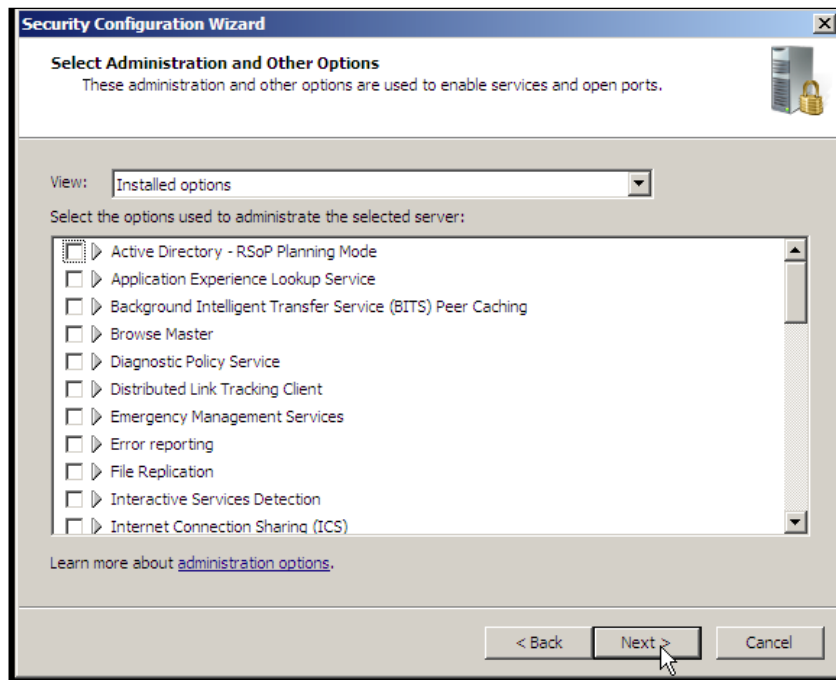 Security Configuration Wizard
Select Administration and Other Options
These administration and other options are used to enable services and open ports.
View: Installed options
Select the options used to administrate the selected server:
Active Directory - RSoP Planning Mode
Application Experience Lookup Service
Background Intelligent Transfer Service (BITS) Peer Caching
Browse Master
Diagnostic Policy Service
Distributed Link Tracking Client
Emergency Management Services
Error reporting
File Replication
Interactive Services Detection
Internet Connection Sharing (ICS)
Learn more about administration options.
< Back Next > Cancel